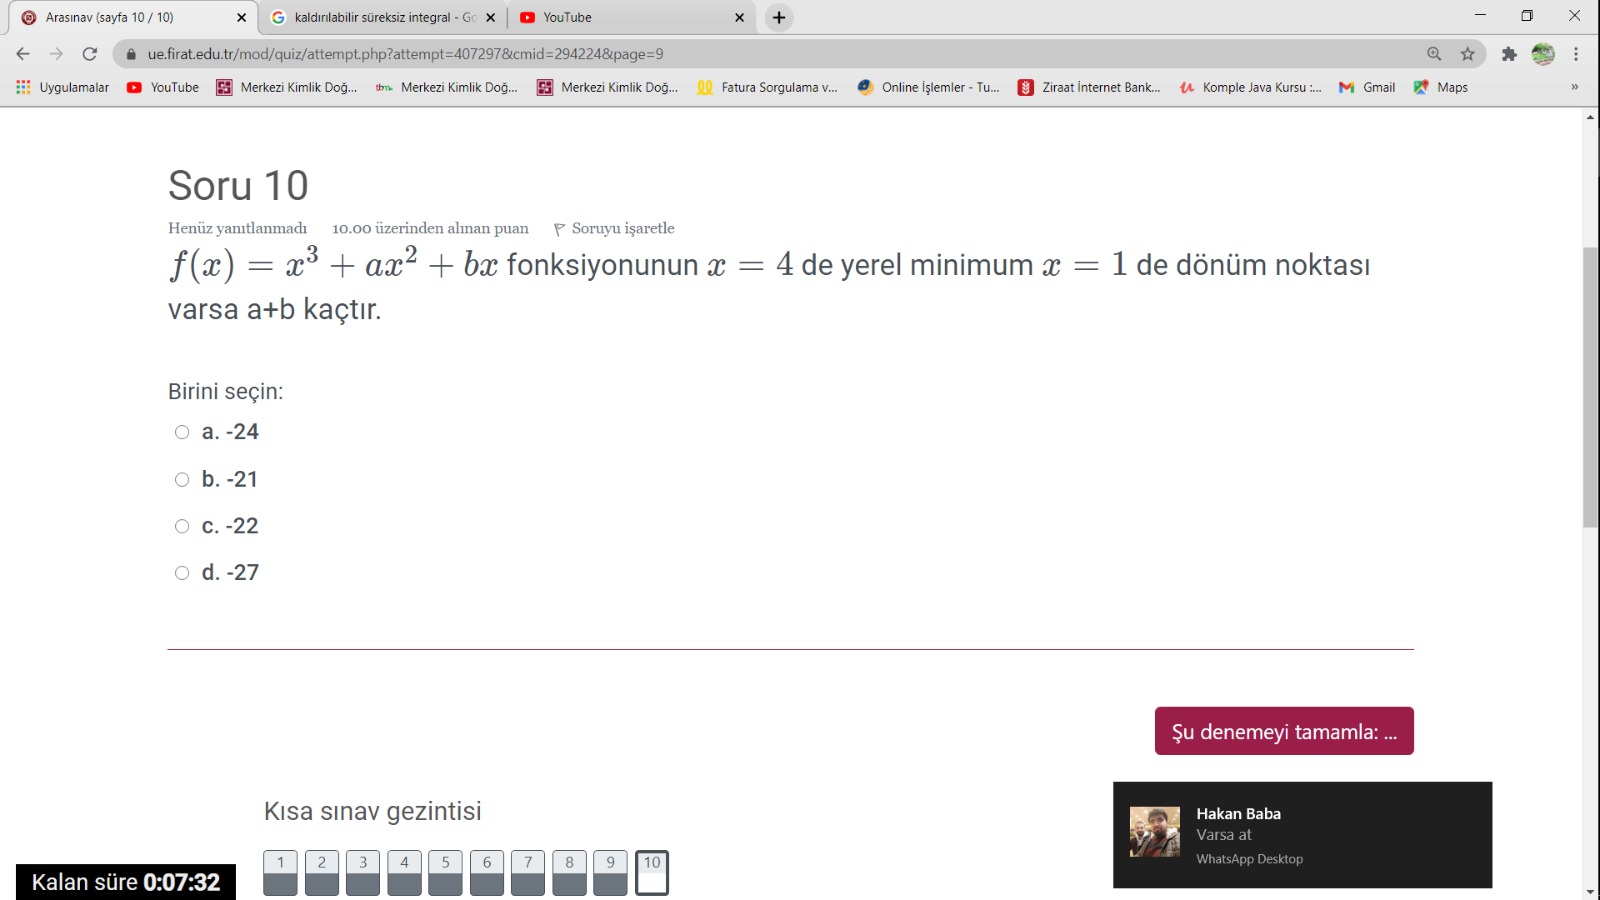 Arasınav (sayfa 10 / 10)
kaldırılabilir süreksiz integral - Go
YouTube
ue.firat.edu.tr/mod/quiz/attempt.php?attempt=407297&cmid=294224&page=9
Uygulamalar
YouTube
Merkezi Kimlik Doğ...
tbm
Merkezi Kimlik Doğ...
Merkezi Kimlik Doğ...
Fatura Sorgulama v...
Online İşlemler - Tu...
Ziraat İnternet Bank...
Komple Java Kursu :...
Gmail
Maps
»
Soru 10
Henüz yanıtlanmadı 10.00 üzerinden alınan puan Soruyu işaretle
f(x) = x³ + ax² + bx fonksiyonunun x = 4 de yerel minimum x = 1 de dönüm noktası
varsa a+b kaçtır.
Birini seçin:
a. -24
b. -21
c. -22
d. -27
Şu denemeyi tamamla: ...
Kısa sınav gezintisi
1 2 3 4 5 6 7 8 9 10
Hakan Baba
Varsa at
WhatsApp Desktop
Kalan süre 0:07:32